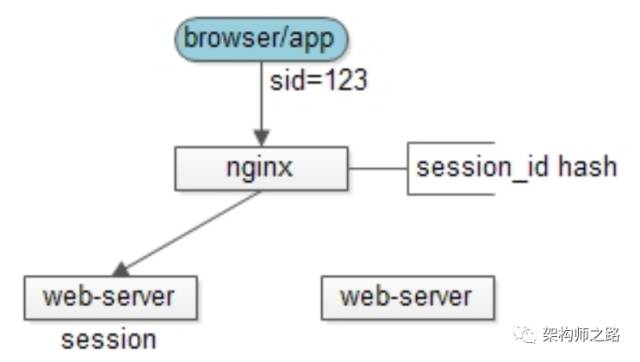 browser/app
sid=123
nginx
session_id hash
web-server
web-server
session
架构师之路